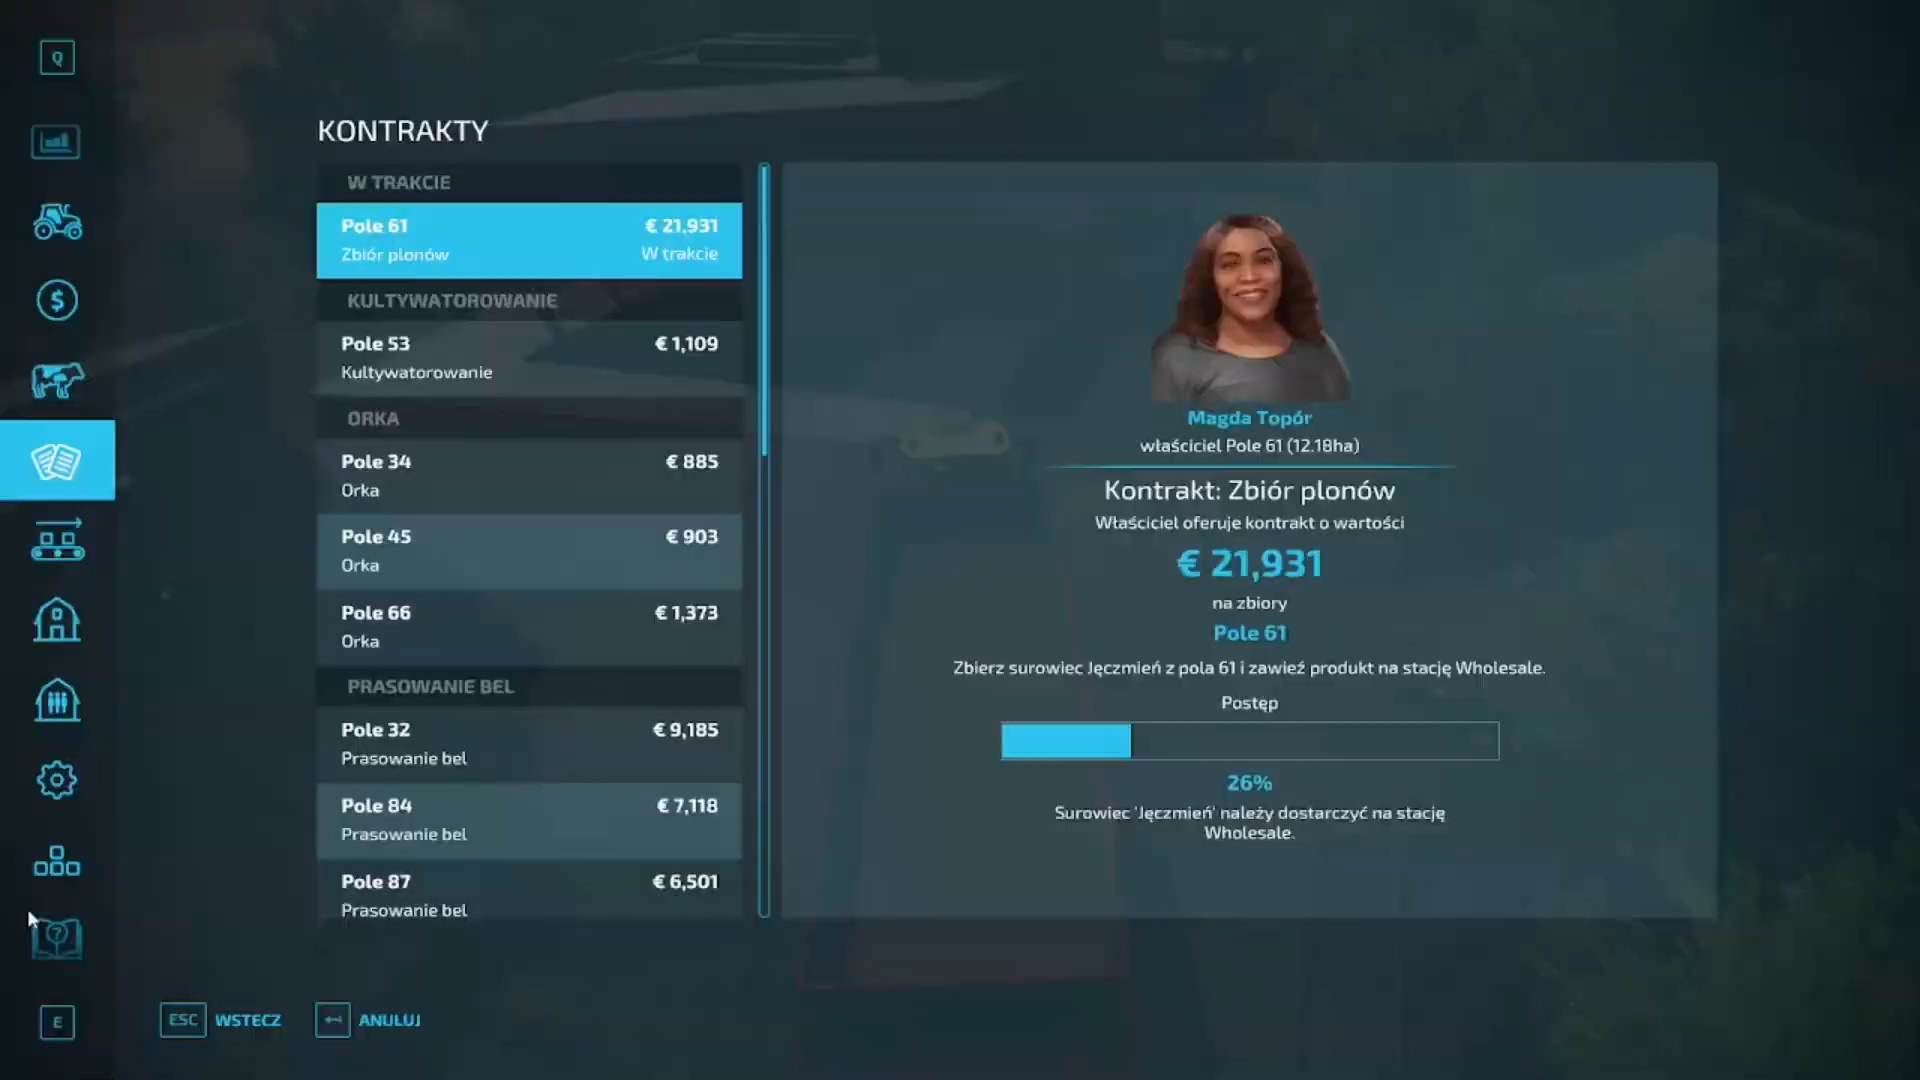 Q
KONTRAKTY
W TRAKCIE
Pole 61 € 21,931
Zbiór plonów W trakcie
KULTYWATOROWANIE
Pole 53 € 1,109
Kultywatorowanie
ORKA
Pole 34 € 885
Orka
Pole 45 € 903
Orka
Pole 66 € 1,373
Orka
PRASOWANIE BEL
Pole 32 € 9,185
Prasowanie bel
Pole 84 € 7,118
Prasowanie bel
Pole 87 € 6,501
Prasowanie bel
Magda Topór
właściciel Pole 61 (12.18ha)
Kontrakt: Zbiór plonów
Właściciel oferuje kontrakt o wartości
€ 21,931
na zbiory
Pole 61
Zbierz surowiec Jęczmień z pola 61 i zawieź produkt na stację Wholesale.
Postęp
26%
Surowiec 'Jęczmień' należy dostarczyć na stację
Wholesale.
E
ESC WSTECZ ANULUJ